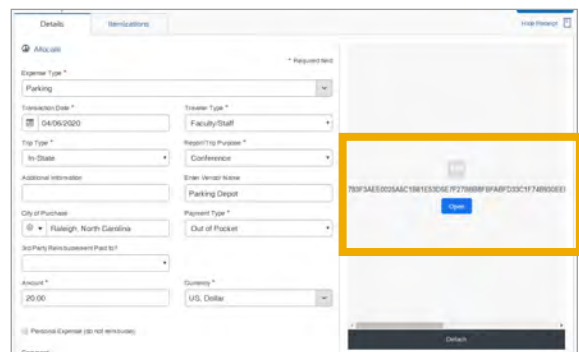 Details Itemizations Hide Receipt
Allocate
* Required field
Expense Type *
Parking
Transaction Date * Traveler Type *
04/06/2020 Faculty/Staff
Trip Type * Report/Trip Purpose *
In-State Conference
Additional Information Enter Vendor Name
Parking Depot
City of Purchase Payment Type *
Raleigh, North Carolina Out of Pocket
3rd Party Reimbursement Paid to?
Amount * Currency *
20.00 US, Dollar
Personal Expense (do not reimburse)
Open
Detach